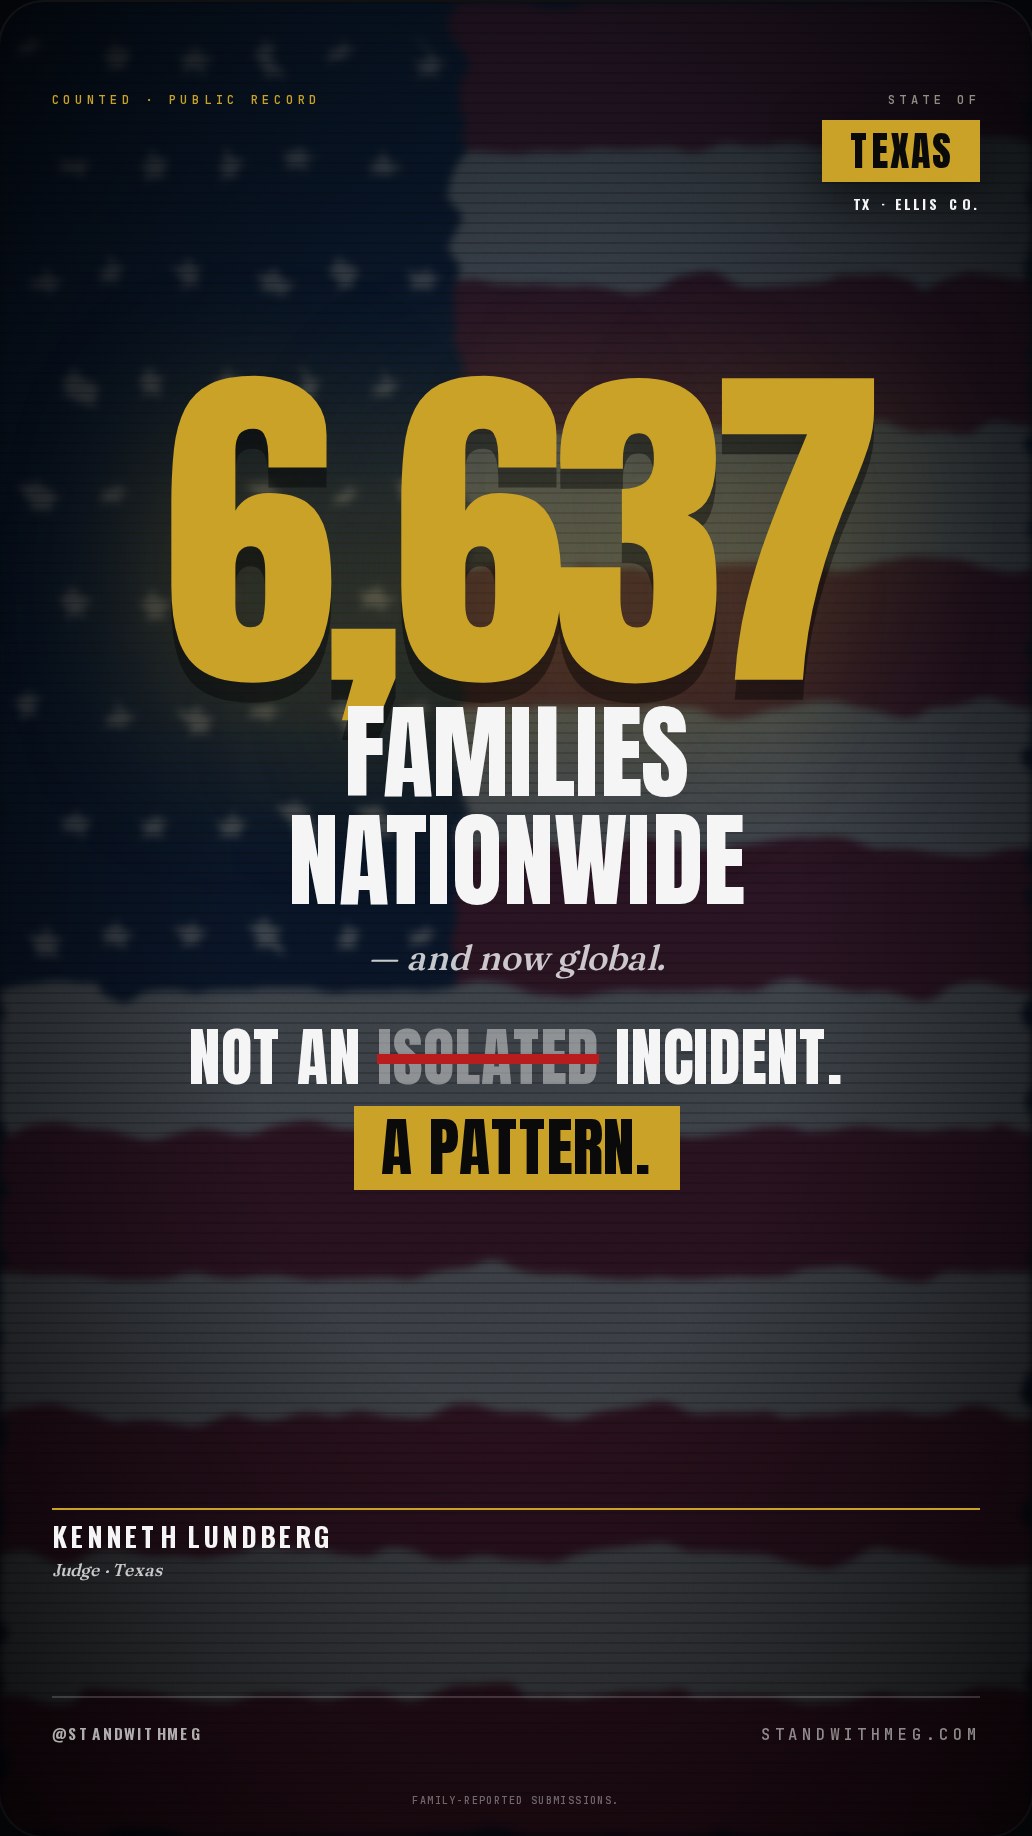 COUNTED · PUBLIC RECORD
STATE OF
TEXAS
TX · ELLIS CO.
6,637
FAMILIES
NATIONWIDE
— and now global.
NOT AN ISOLATED INCIDENT.
A PATTERN.
KENNETH LUNDBERG
Judge · Texas
@STANDWITHMEG
STANDWITHMEG.COM
FAMILY-REPORTED SUBMISSIONS.